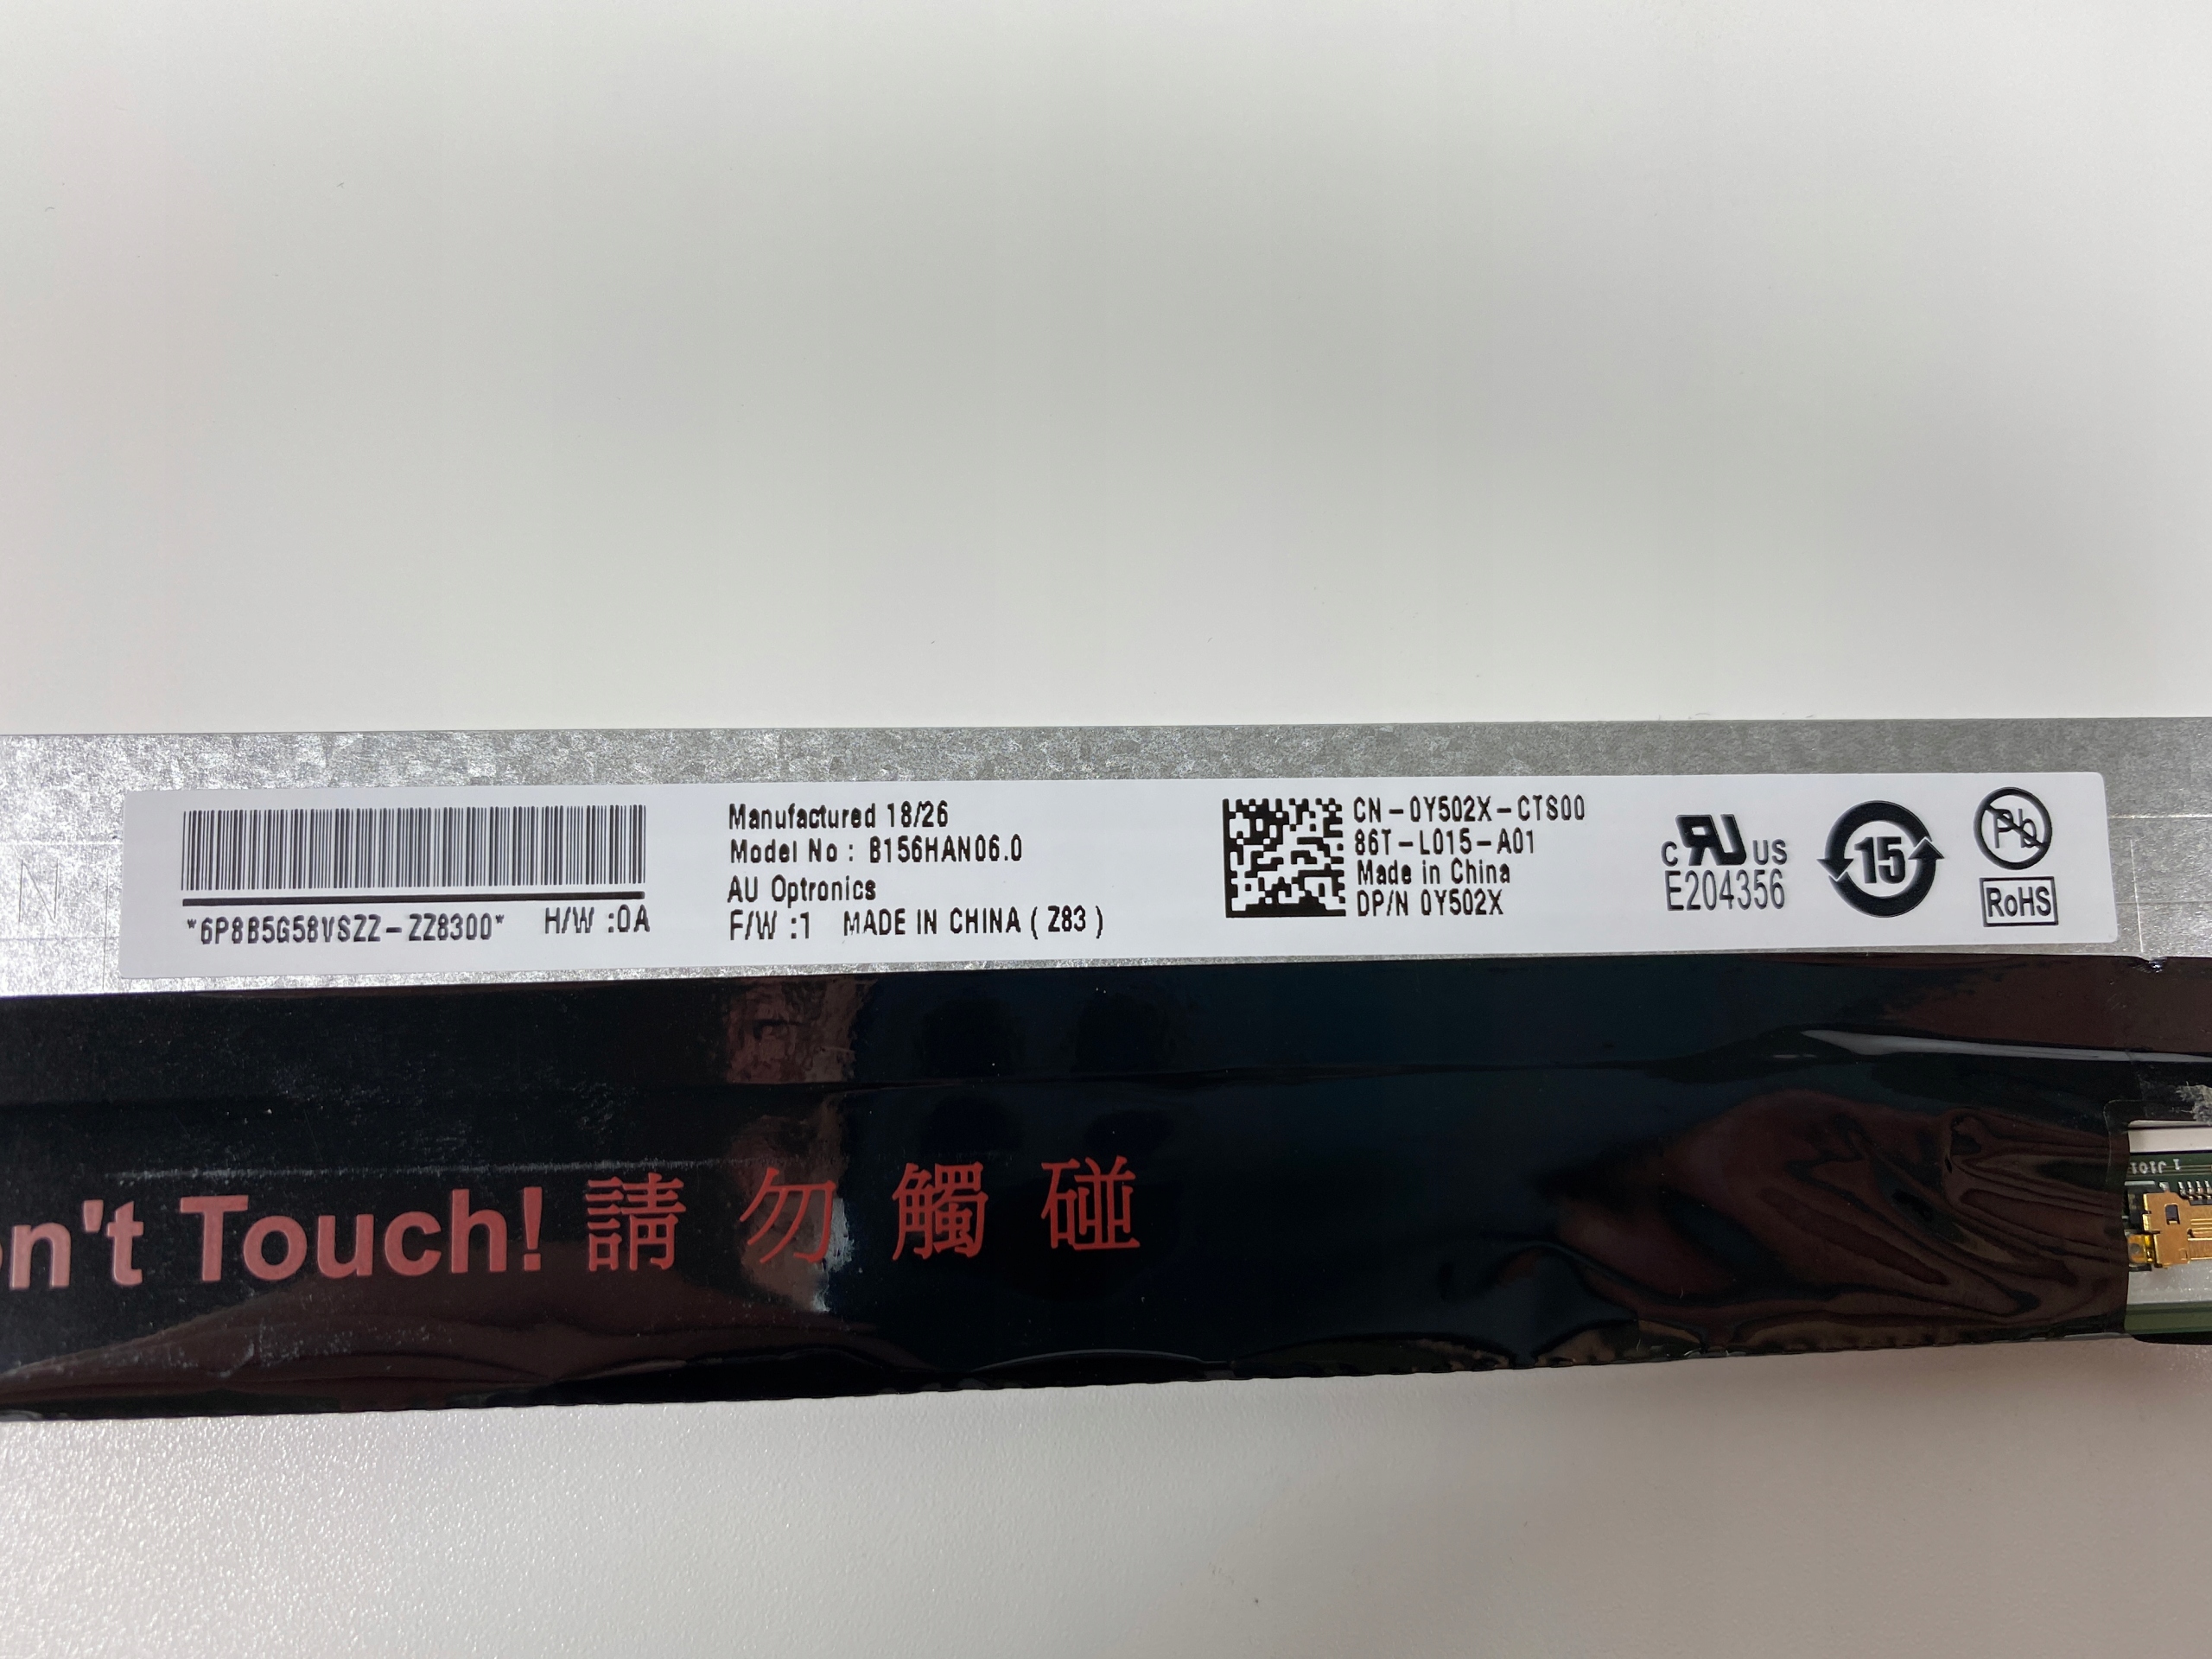 *6P8B5G58VSZZ-ZZ8300* H/W :0A
Manufactured 18/26
Model No : B156HAN06.0
AU Optronics
F/W :1 MADE IN CHINA ( Z83 )
CN-0Y502X-CTS00
86T-L015-A01
Made in China
DP/N 0Y502X
c RU US
E204356
15
Pb
RoHS
on't Touch! 請勿觸碰